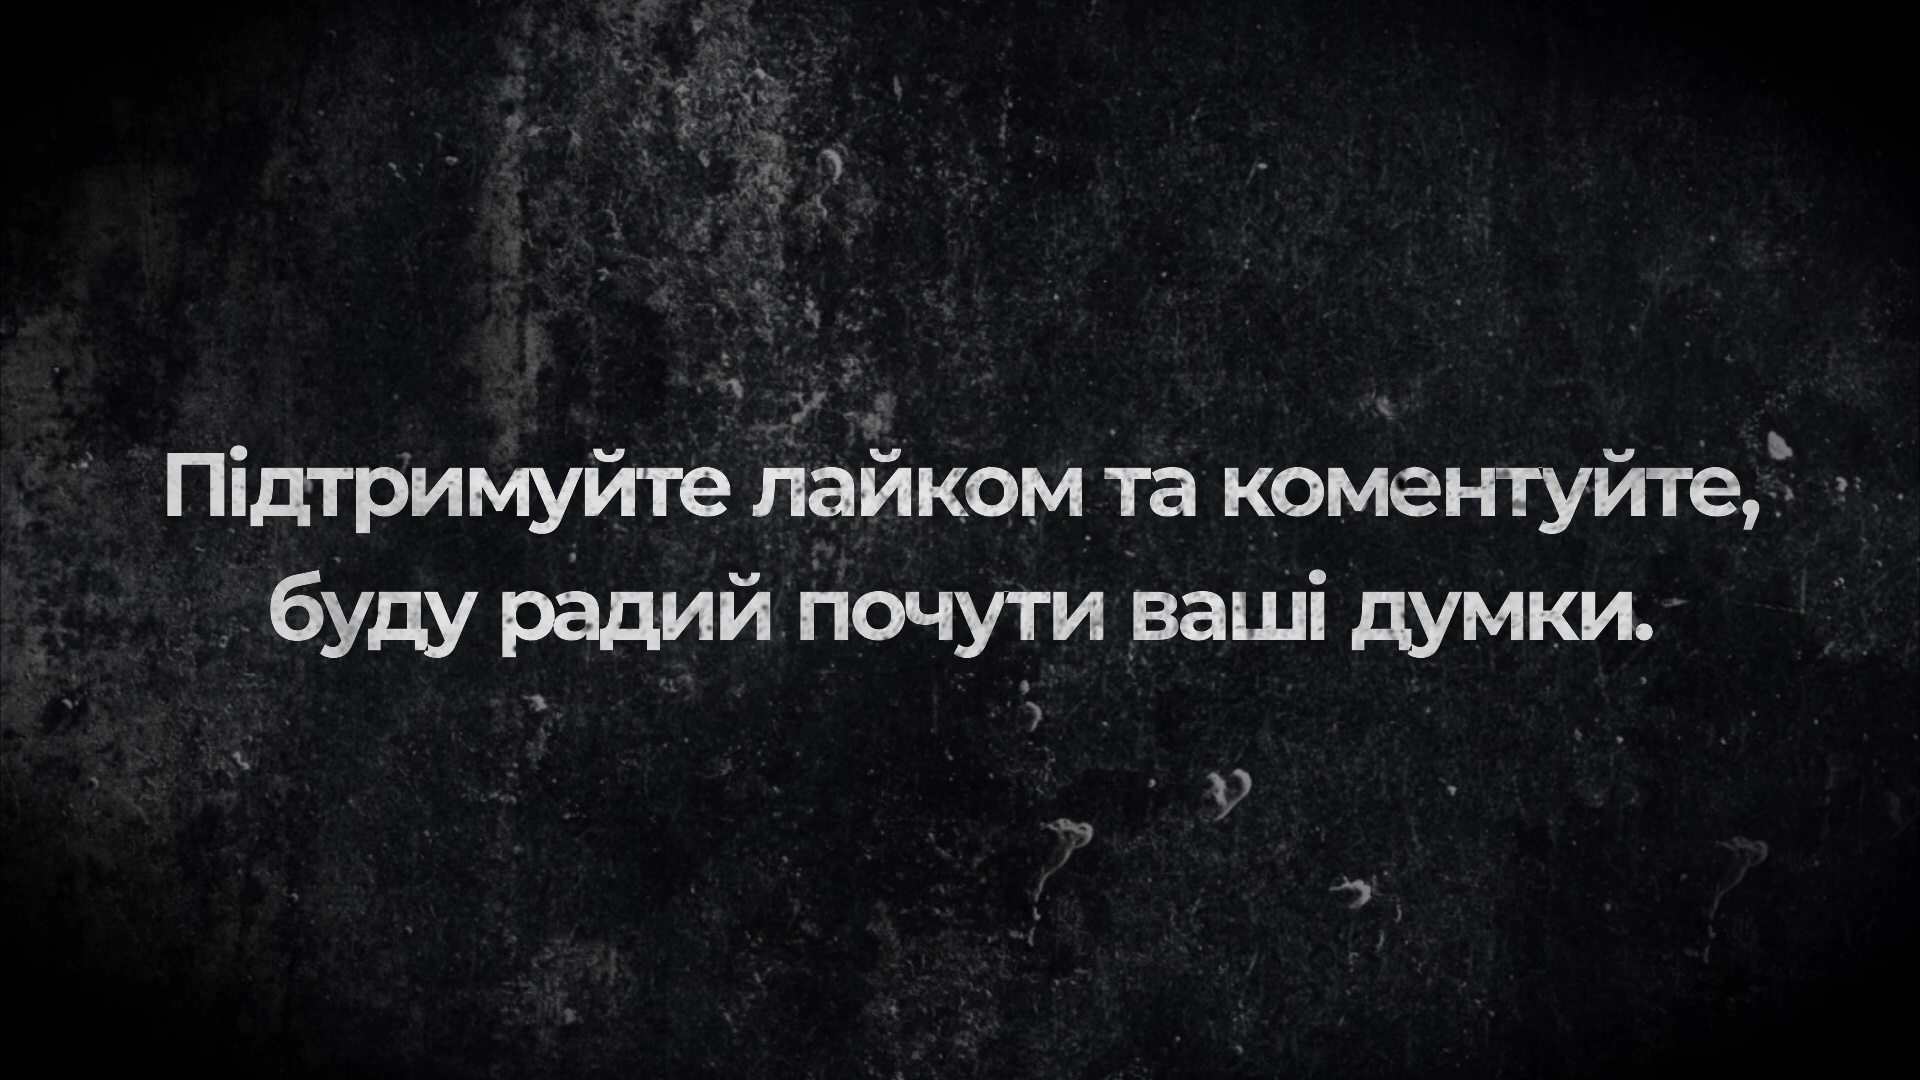 Підтримуйте лайком та коментуйте,
буду радий почути ваші думки.